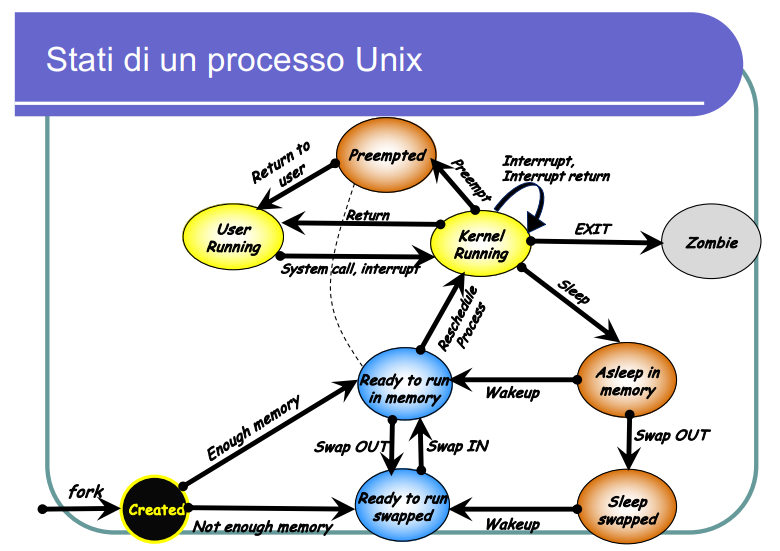 Stati di un processo Unix
Preempted
Return to
user
Preempt
Interrrupt,
Interrupt return
User
Running
Return
Kernel
Running
EXIT
Zombie
System call, interrupt
Sleep
Reschedule
Process
Ready to run
in memory
Wakeup
Asleep in
memory
Enough memory
Swap OUT
Swap IN
Swap OUT
fork
Created
Not enough memory
Ready to run
swapped
Wakeup
Sleep
swapped